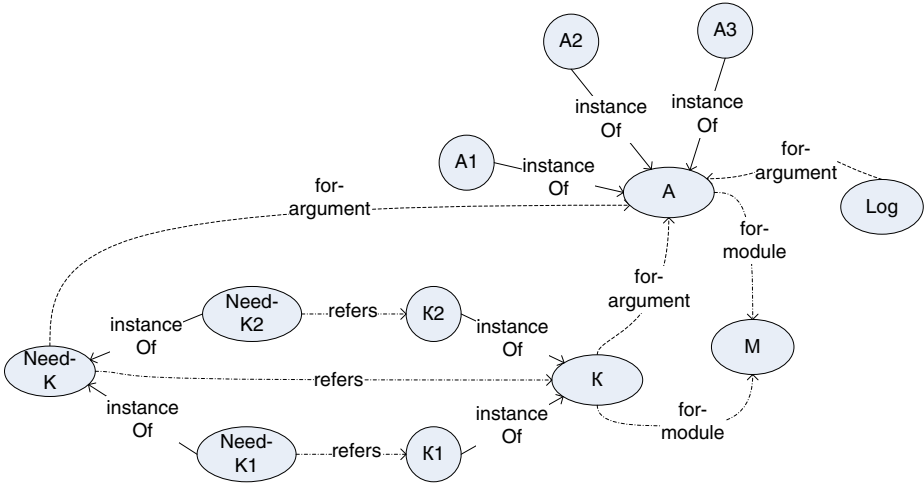 A3
A2
instance
Of
instance
Of
A1
instance
Of
for-
argument
A
Log
for-
argument
for-
module
for-
argument
Need-
K2
refers
K2
instance
Of
instance
Of
M
Need-
K
refers
K
instance
Of
instance
Of
for-
module
Need-
K1
refers
K1